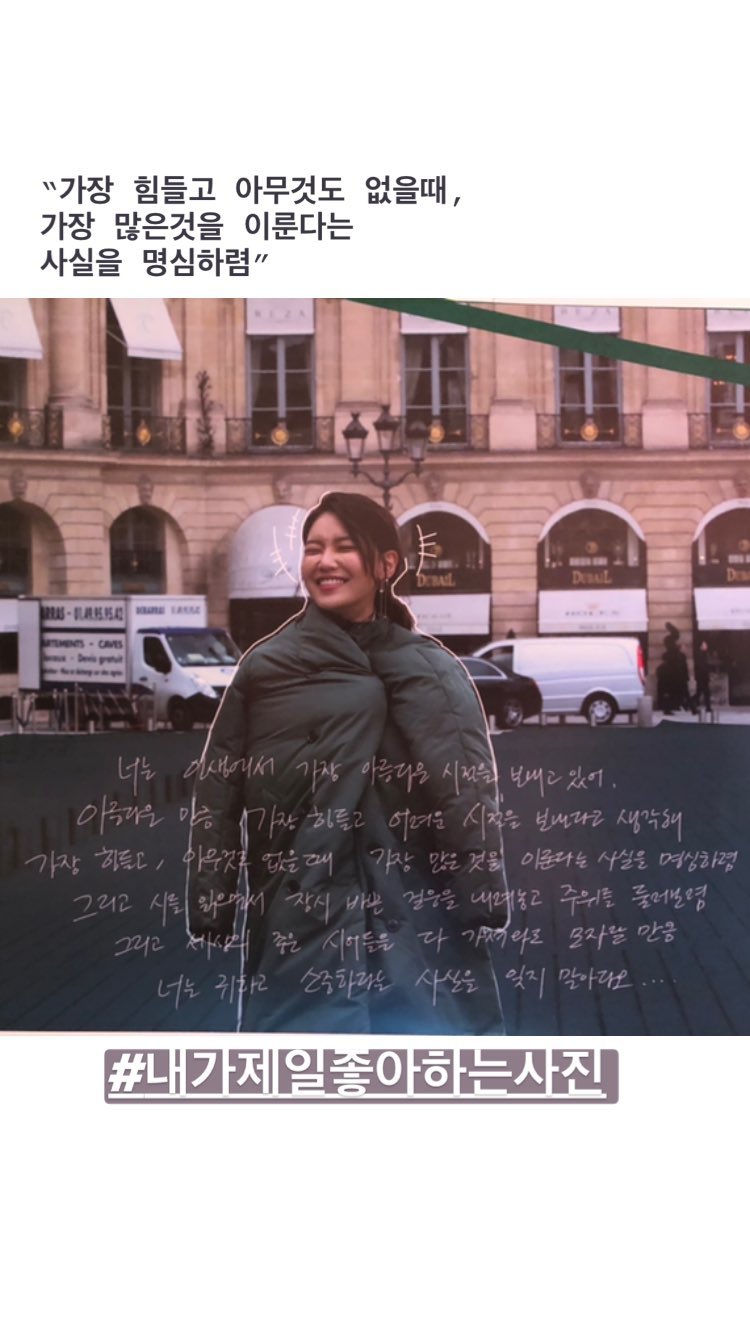 “가장 힘들고 아무것도 없을때,
가장 많은것을 이룬다는
사실을 명심하렴”
REZA
ARRAS - 01.49.95.95.42
DEBARRAS - 01
ARTEMENTS - CAVES
Devis gratuit
DUBAIL
DUBAIL
DUBAIL
너는 인생에서 가장 아름다운 시절을 보내고 있어.
아름다운 만큼 가장 힘들고 어려운 시절을 보낸다고 생각해
가장 힘들고, 아무것도 없을때 가장 많은것을 이룬다는 사실을 명심하렴
그리고 시를 읽으면서 잠시 바쁜 걸음을 내려놓고 주위를 둘러보렴
그리고 세상의 좋은 시어들을 다 가져와도 모자랄 만큼
너는 귀하고 소중하다는 사실을 잊지 말아다오....
#내가제일좋아하는사진